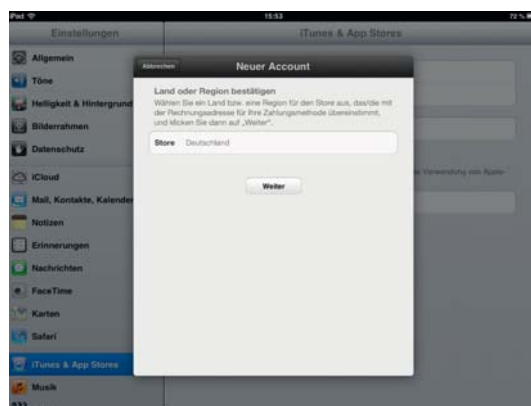 iPad
15:53
72 %
Einstellungen
iTunes & App Stores
Allgemein
Töne
Helligkeit & Hintergrund
Bilderrahmen
Datenschutz
iCloud
Mail, Kontakte, Kalender
Notizen
Erinnerungen
Nachrichten
FaceTime
Karten
Safari
iTunes & App Stores
Musik
Abbrechen
Neuer Account
Land oder Region bestätigen
Wählen Sie ein Land bzw. eine Region für den Store aus, das/die mit
der Rechnungsadresse für Ihre Zahlungsmethode übereinstimmt,
und klicken Sie dann auf „Weiter“.
Store Deutschland
Weiter
Verwendung von Apple-